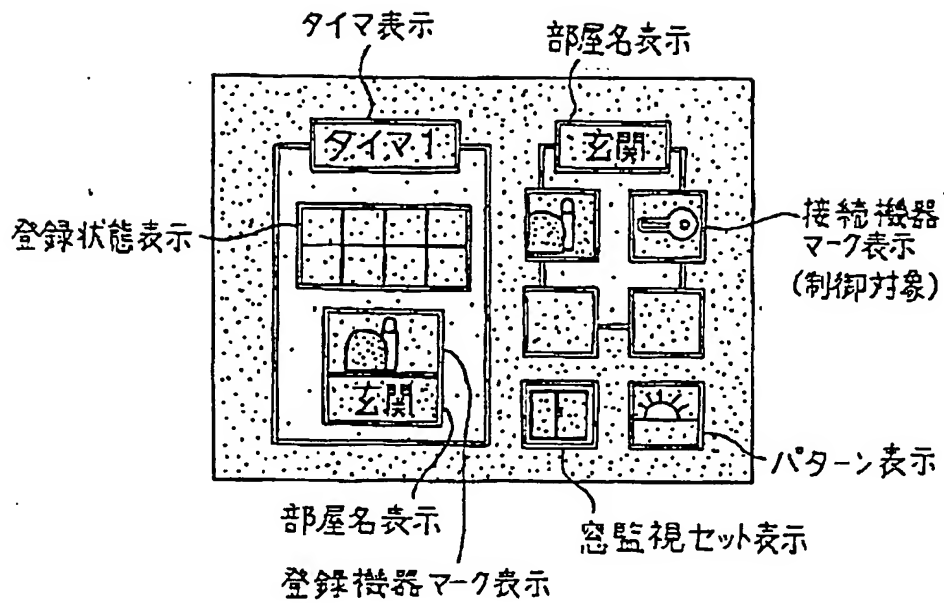 タイマ表示
部屋名表示
タイマ1
玄関
登録状態表示
接続機器
マーク表示
(制御対象)
玄関
パターン表示
部屋名表示
窓監視セット表示
登録機器マーク表示